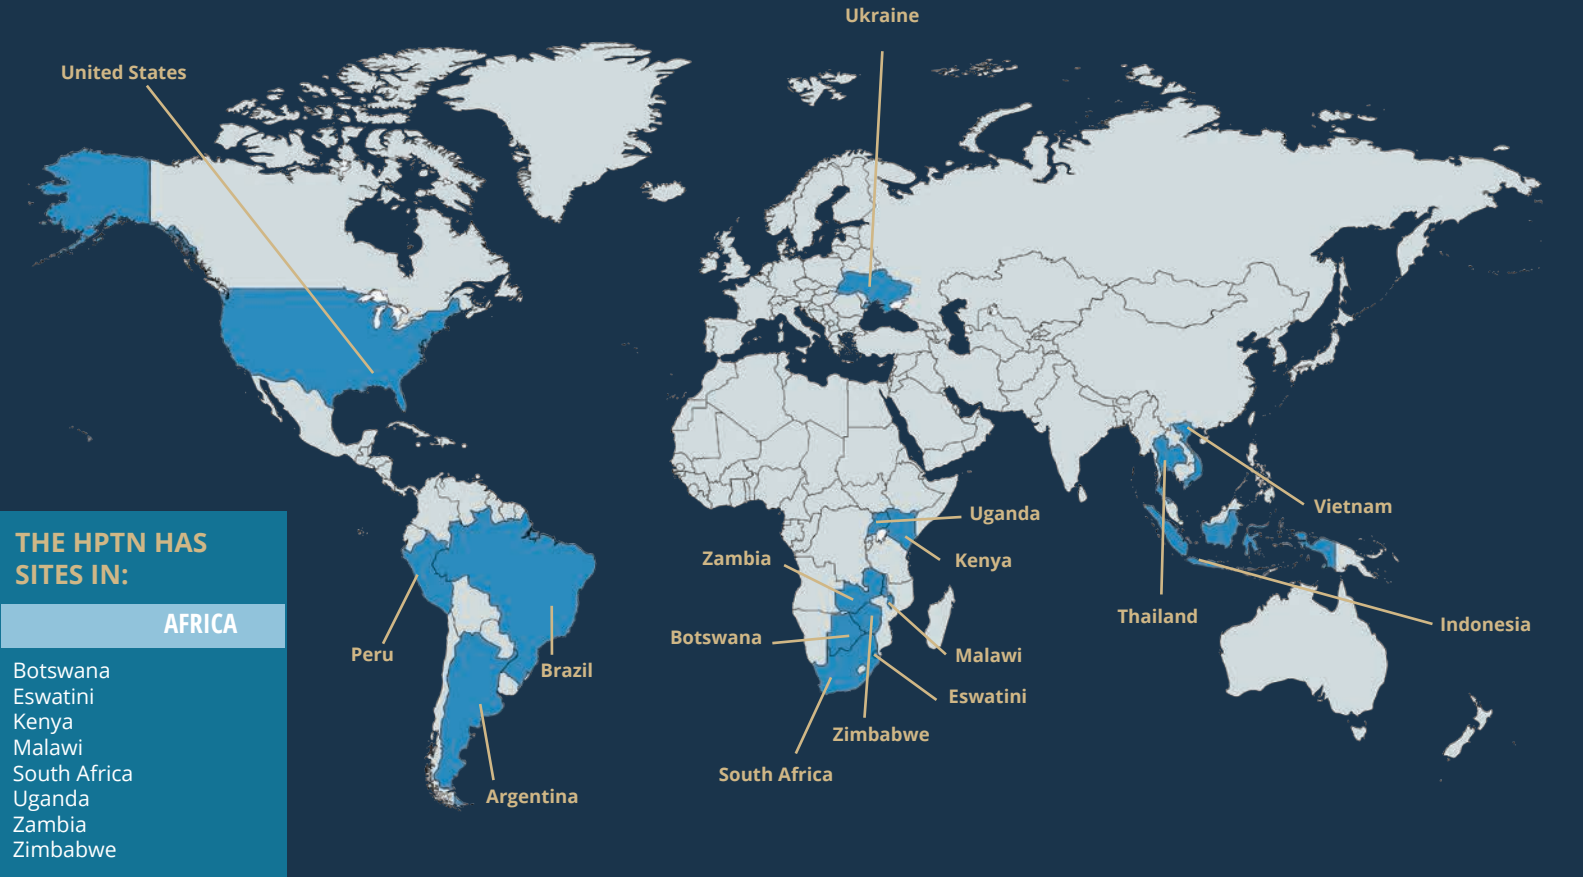 Ukraine
United States
Uganda
Vietnam
Zambia
Kenya
Thailand
Indonesia
Botswana
Peru
Malawi
Brazil
Eswatini
Zimbabwe
South Africa
Argentina
THE HPTN HAS
SITES IN:
AFRICA
Botswana
Eswatini
Kenya
Malawi
South Africa
Uganda
Zambia
Zimbabwe